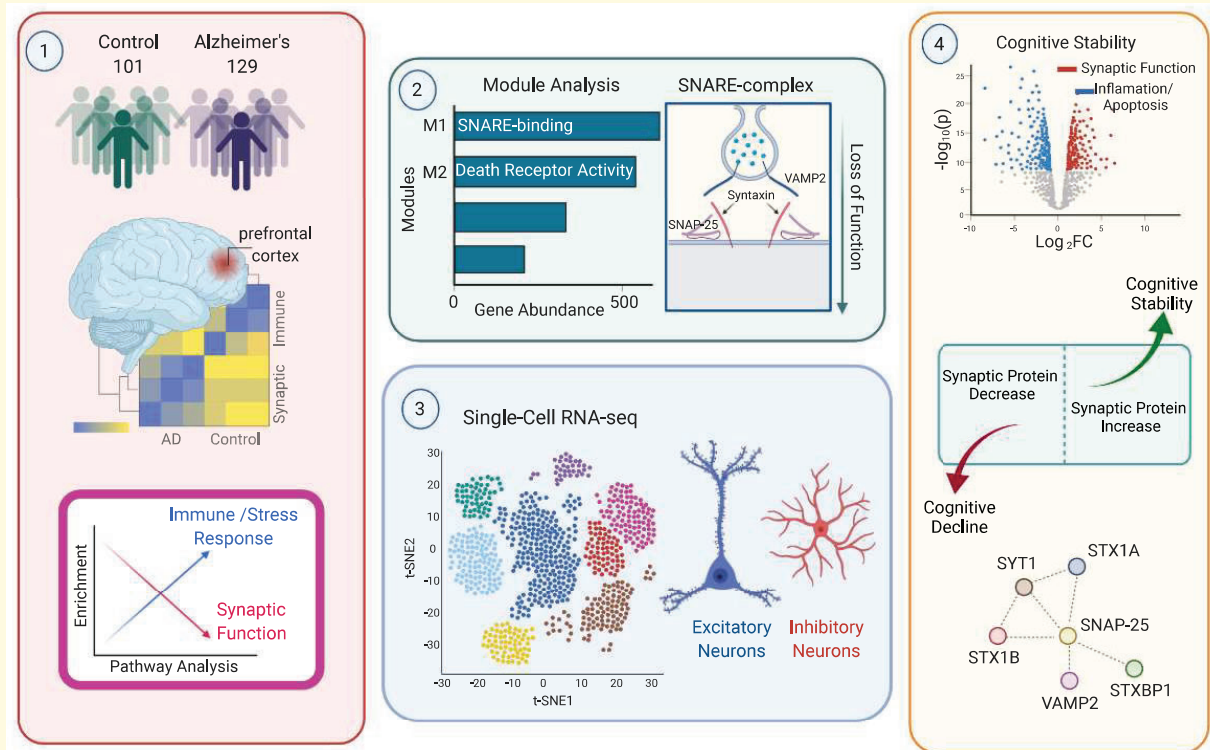 1
Control
101
Alzheimer's
129
prefrontal
cortex
Immune
Synaptic
AD
Control
Immune /Stress
Response
Synaptic
Function
Enrichment
Pathway Analysis
2
Module Analysis
M1
SNARE-binding
M2
Death Receptor Activity
Modules
0
500
Gene Abundance
SNARE-complex
VAMP2
Syntaxin
SNAP-25
Loss of Function
3
Single-Cell RNA-seq
30
20
10
0
-10
-20
-30
t-SNE2
-30
-20
-10
0
10
20
30
t-SNE1
Excitatory
Neurons
Inhibitory
Neurons
4
Cognitive Stability
Synaptic Function
Inflamation/
Apoptosis
25
20
15
10
5
0
-log10(p)
-10
-5
0
5
10
Log 2FC
Cognitive
Stability
Synaptic Protein
Decrease
Synaptic Protein
Increase
Cognitive
Decline
SYT1
STX1A
SNAP-25
STX1B
VAMP2
STXBP1